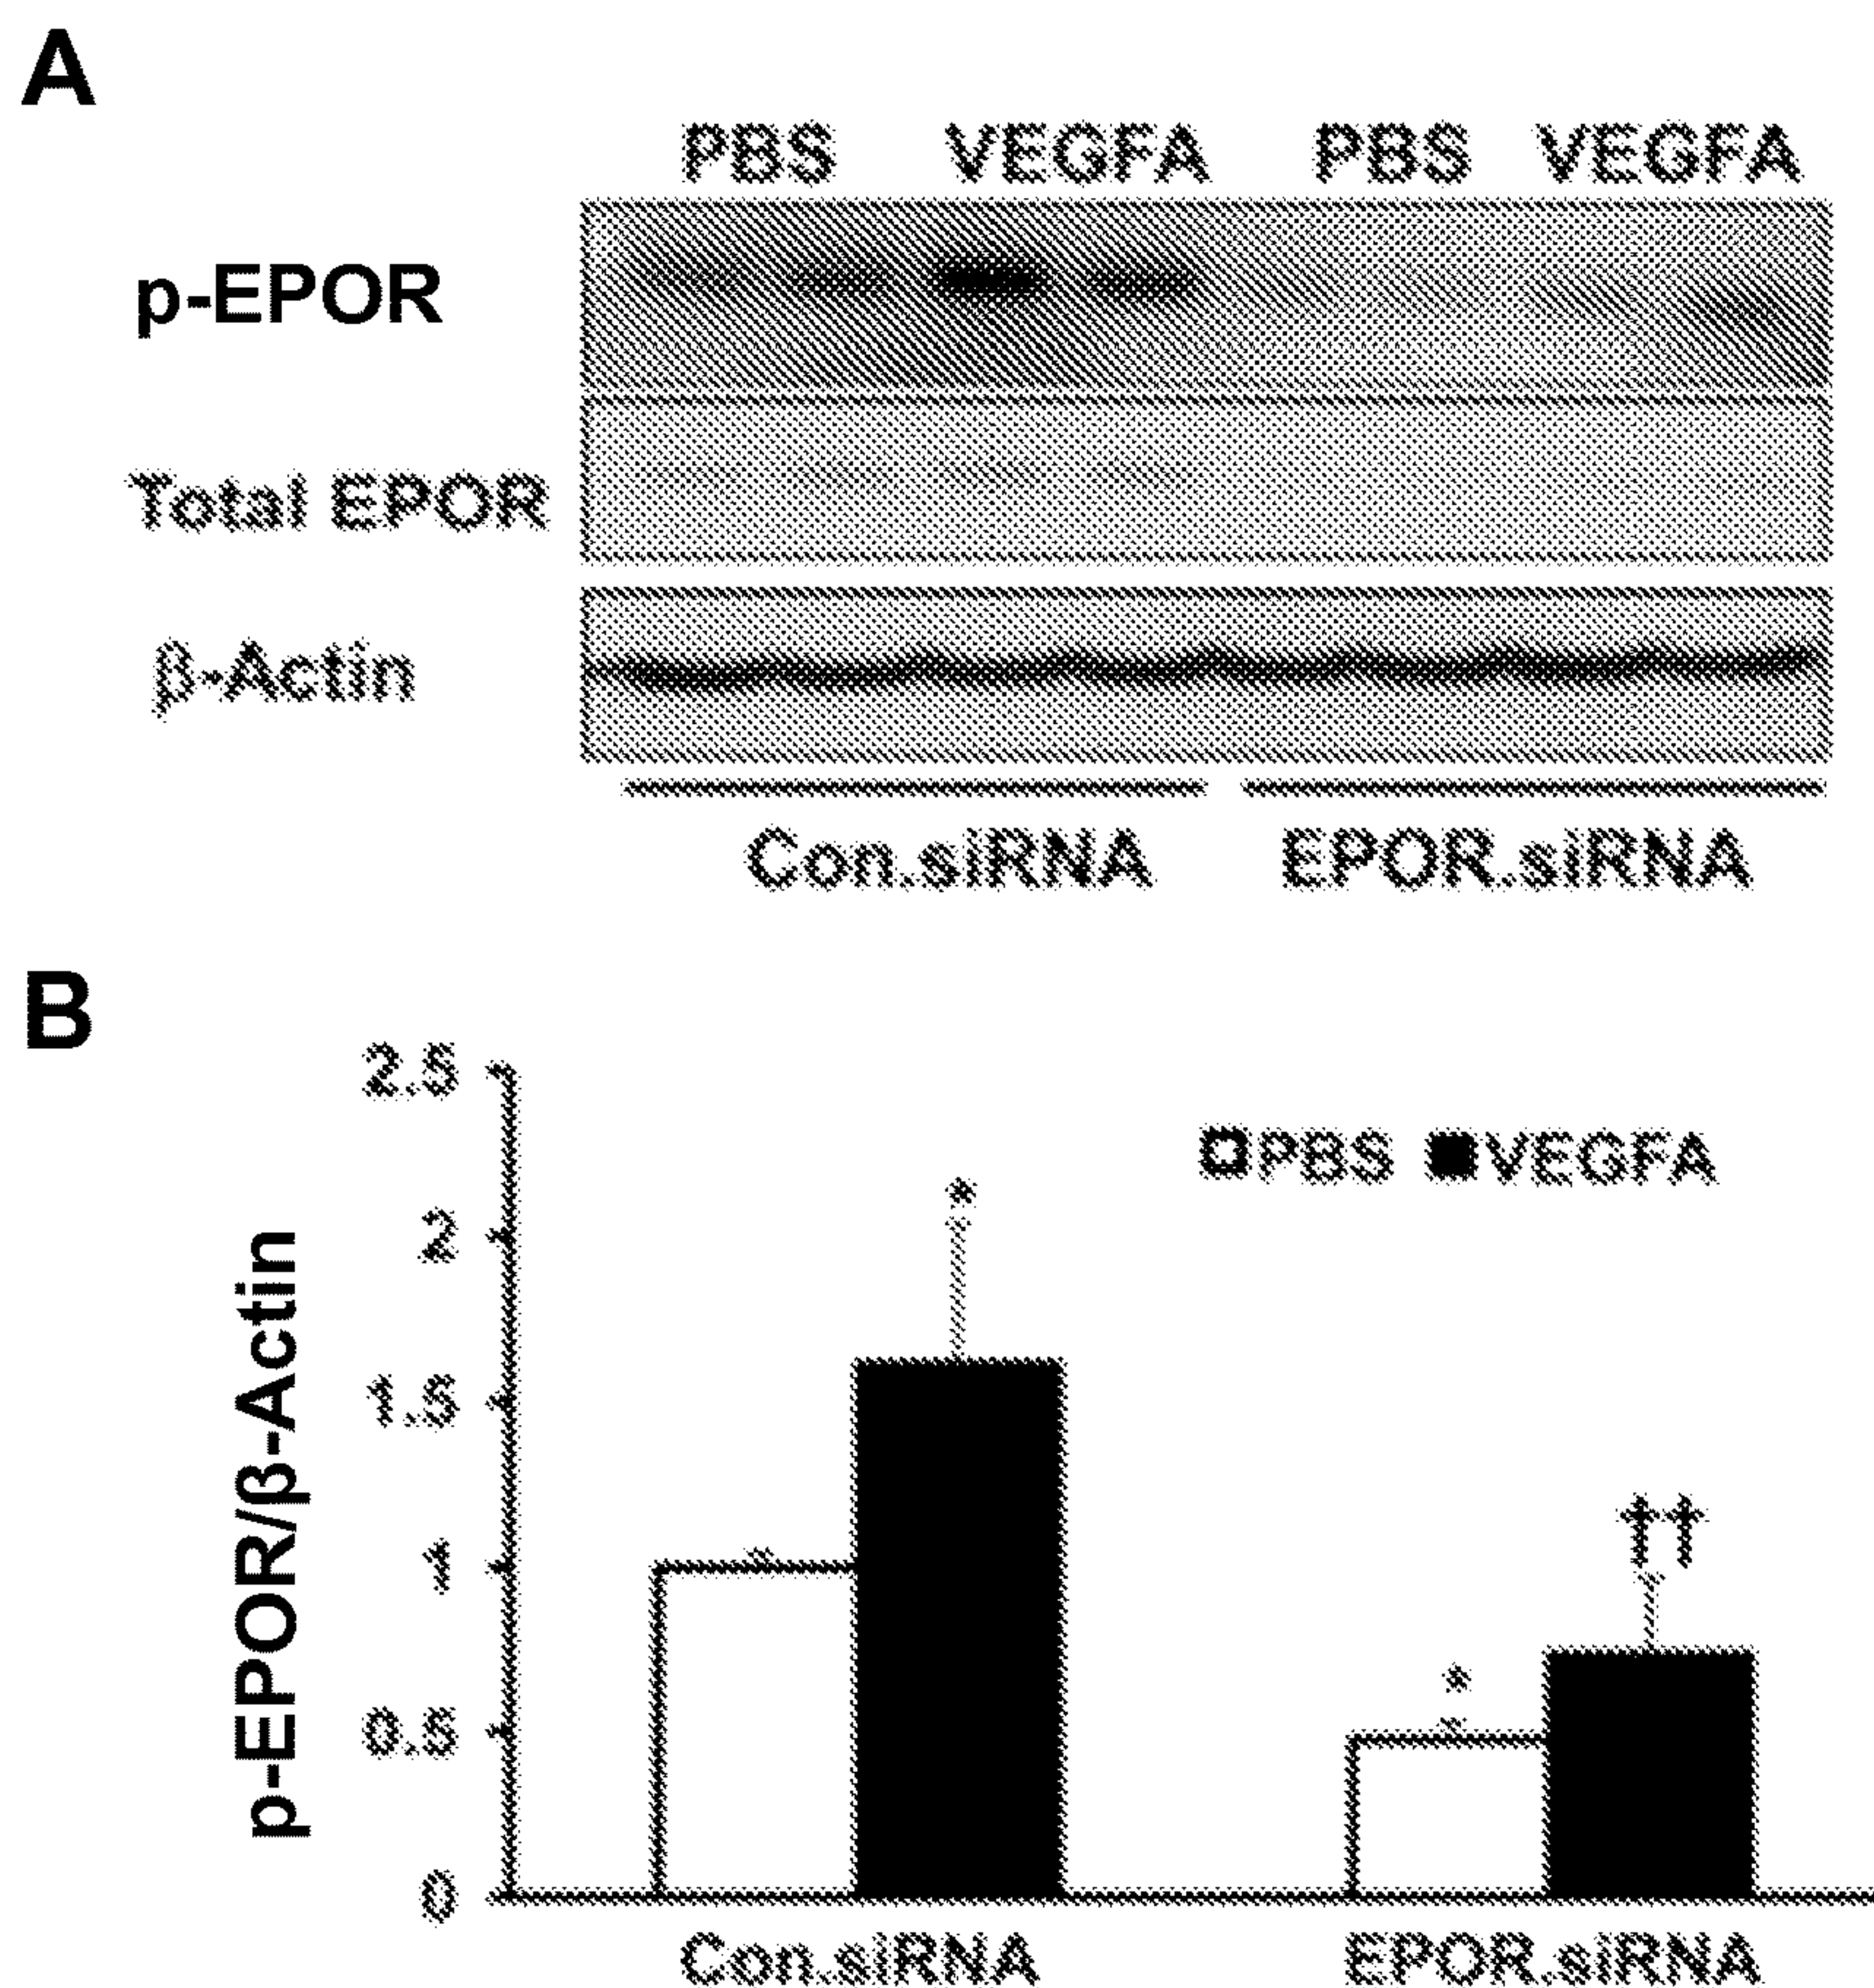 A
PBS VEGFA PBS VEGFA
p-EPOR
Total EPOR
β-Actin
Con.siRNA EPOR.siRNA
B
2.5
2
1.5
1
0.5
0
p-EPOR/β-Actin
PBS VEGFA
*
*
††
Con.siRNA EPOR.siRNA